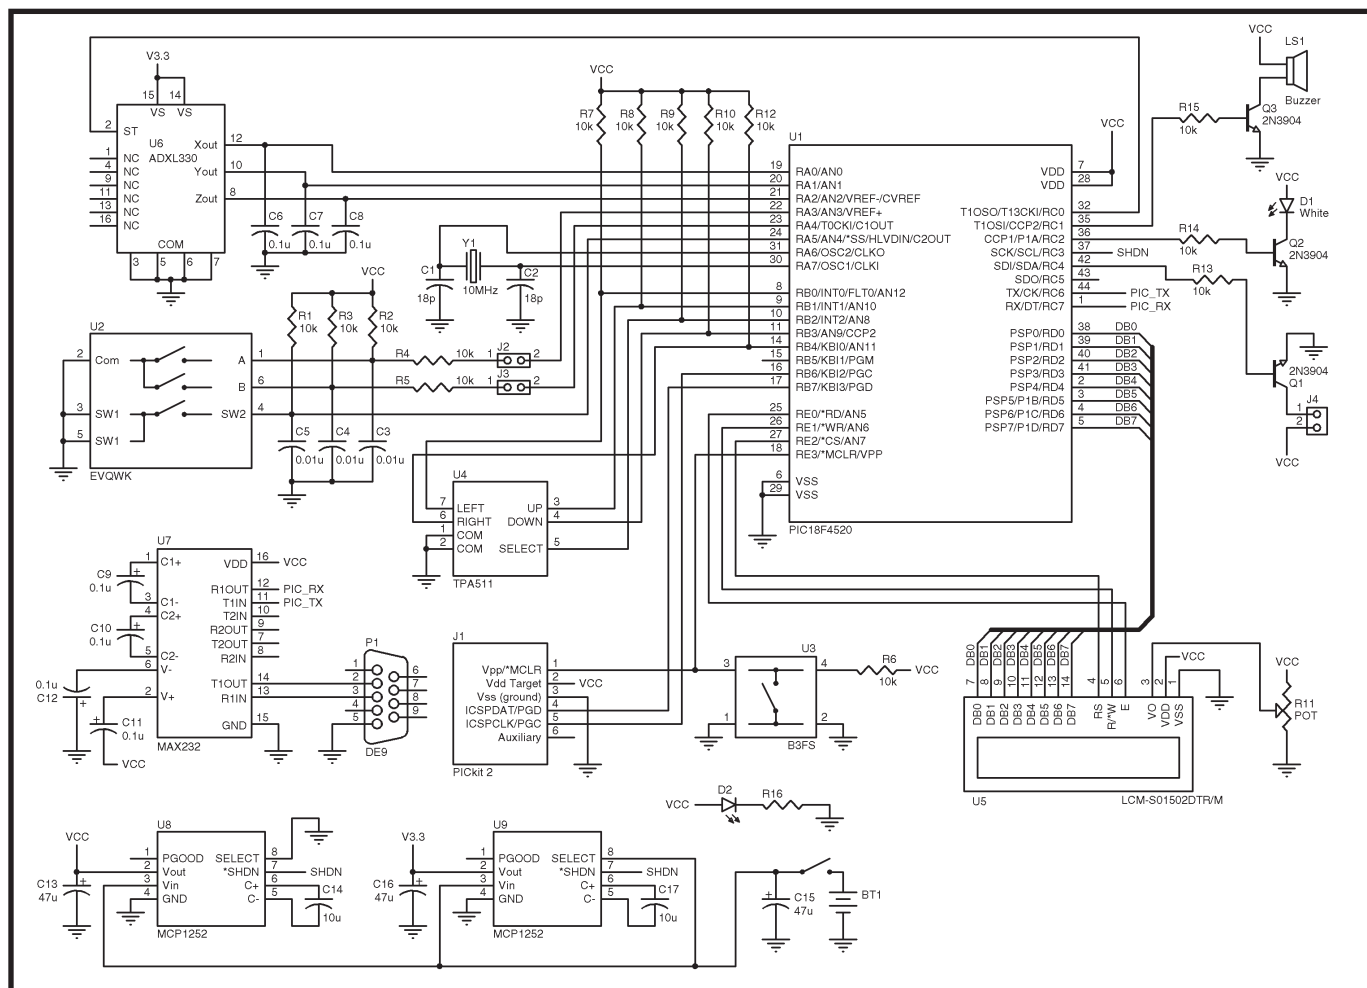 V3.3
15 14
VS VS
2 ST
U6
ADXL330
1 NC
4 NC
9 NC
11 NC
13 NC
16 NC
Xout 12
Yout 10
Zout 8
COM
3 5 6 7
C6 C7 C8
0.1u 0.1u 0.1u
VCC
R7 R8 R9 R10 R12
10k 10k 10k 10k 10k
Y1
10MHz
C1
18p
C2
18p
U1
19 RA0/AN0
20 RA1/AN1
21 RA2/AN2/VREF-/CVREF
22 RA3/AN3/VREF+
23 RA4/T0CKI/C1OUT
24 RA5/AN4/*SS/HLVDIN/C2OUT
31 RA6/OSC2/CLKO
30 RA7/OSC1/CLKI
8 RB0/INT0/FLT0/AN12
9 RB1/INT1/AN10
10 RB2/INT2/AN8
11 RB3/AN9/CCP2
14 RB4/KBI0/AN11
15 RB5/KBI1/PGM
16 RB6/KBI2/PGC
17 RB7/KBI3/PGD
25 RE0/*RD/AN5
26 RE1/*WR/AN6
27 RE2/*CS/AN7
18 RE3/*MCLR/VPP
6 VSS
29 VSS
PIC18F4520
VCC
VDD 7
VDD 28
T1OSO/T13CKI/RC0 32
T1OSI/CCP2/RC1 35
CCP1/P1A/RC2 36
SCK/SCL/RC3 37 SHDN
SDI/SDA/RC4 42
SDO/RC5 43
TX/CK/RC6 44 PIC_TX
RX/DT/RC7 1 PIC_RX
PSP0/RD0 38 DB0
PSP1/RD1 39 DB1
PSP2/RD2 40 DB2
PSP3/RD3 41 DB3
PSP4/RD4 2 DB4
PSP5/P1B/RD5 3 DB5
PSP6/P1C/RD6 4 DB6
PSP7/P1D/RD7 5 DB7
VCC
LS1
Buzzer
R15
10k
Q3
2N3904
VCC
D1
White
R14
10k
Q2
2N3904
R13
10k
2N3904
Q1
J4
1
2
VCC
VCC
R1 R3 R2
10k 10k 10k
U2
2 Com
3 SW1
5 SW1
A 1
B 6
SW2 4
EVQWK
R4 10k 1 J2 2
R5 10k 1 J3 2
C5 C4 C3
0.01u 0.01u 0.01u
U4
7 LEFT
6 RIGHT
1 COM
2 COM
UP 3
DOWN 4
SELECT 5
TPA511
U7
1 C1+
3 C1-
4 C2+
5 C2-
6 V-
2 V+
VDD 16 VCC
R1OUT 12 PIC_RX
T1IN 11 PIC_TX
T2IN 10
R2OUT 9
T2OUT 7
R2IN 8
T1OUT 14
R1IN 13
GND 15
MAX232
C9 +
0.1u
C10 +
0.1u
0.1u
C12 +
+ C11
0.1u
VCC
P1
1
2
3
4
5
6
7
8
9
DE9
J1
Vpp/*MCLR 1
Vdd Target 2 VCC
Vss (ground) 3
ICSPDAT/PGD 4
ICSPCLK/PGC 5
Auxiliary 6
PICkit 2
U3
3 4
1 2
B3FS
R6
10k
VCC
DB0 DB1 DB2 DB3 DB4 DB5 DB6 DB7
7 8 9 10 11 12 13 14 4 5 6 3 2 1
DB0 DB1 DB2 DB3 DB4 DB5 DB6 DB7 RS R/*W E VO VDD VSS
VCC
U5
LCM-S01502DTR/M
VCC
R11
POT
VCC D2 R16
U8
VCC
C13 +
47u
1 PGOOD
2 Vout
3 Vin
4 GND
SELECT 8
*SHDN 7 SHDN
C+ 6
C- 5
C14
10u
MCP1252
U9
V3.3
C16 +
47u
1 PGOOD
2 Vout
3 Vin
4 GND
SELECT 8
*SHDN 7 SHDN
C+ 6
C- 5
C17
10u
MCP1252
+ C15
47u
BT1